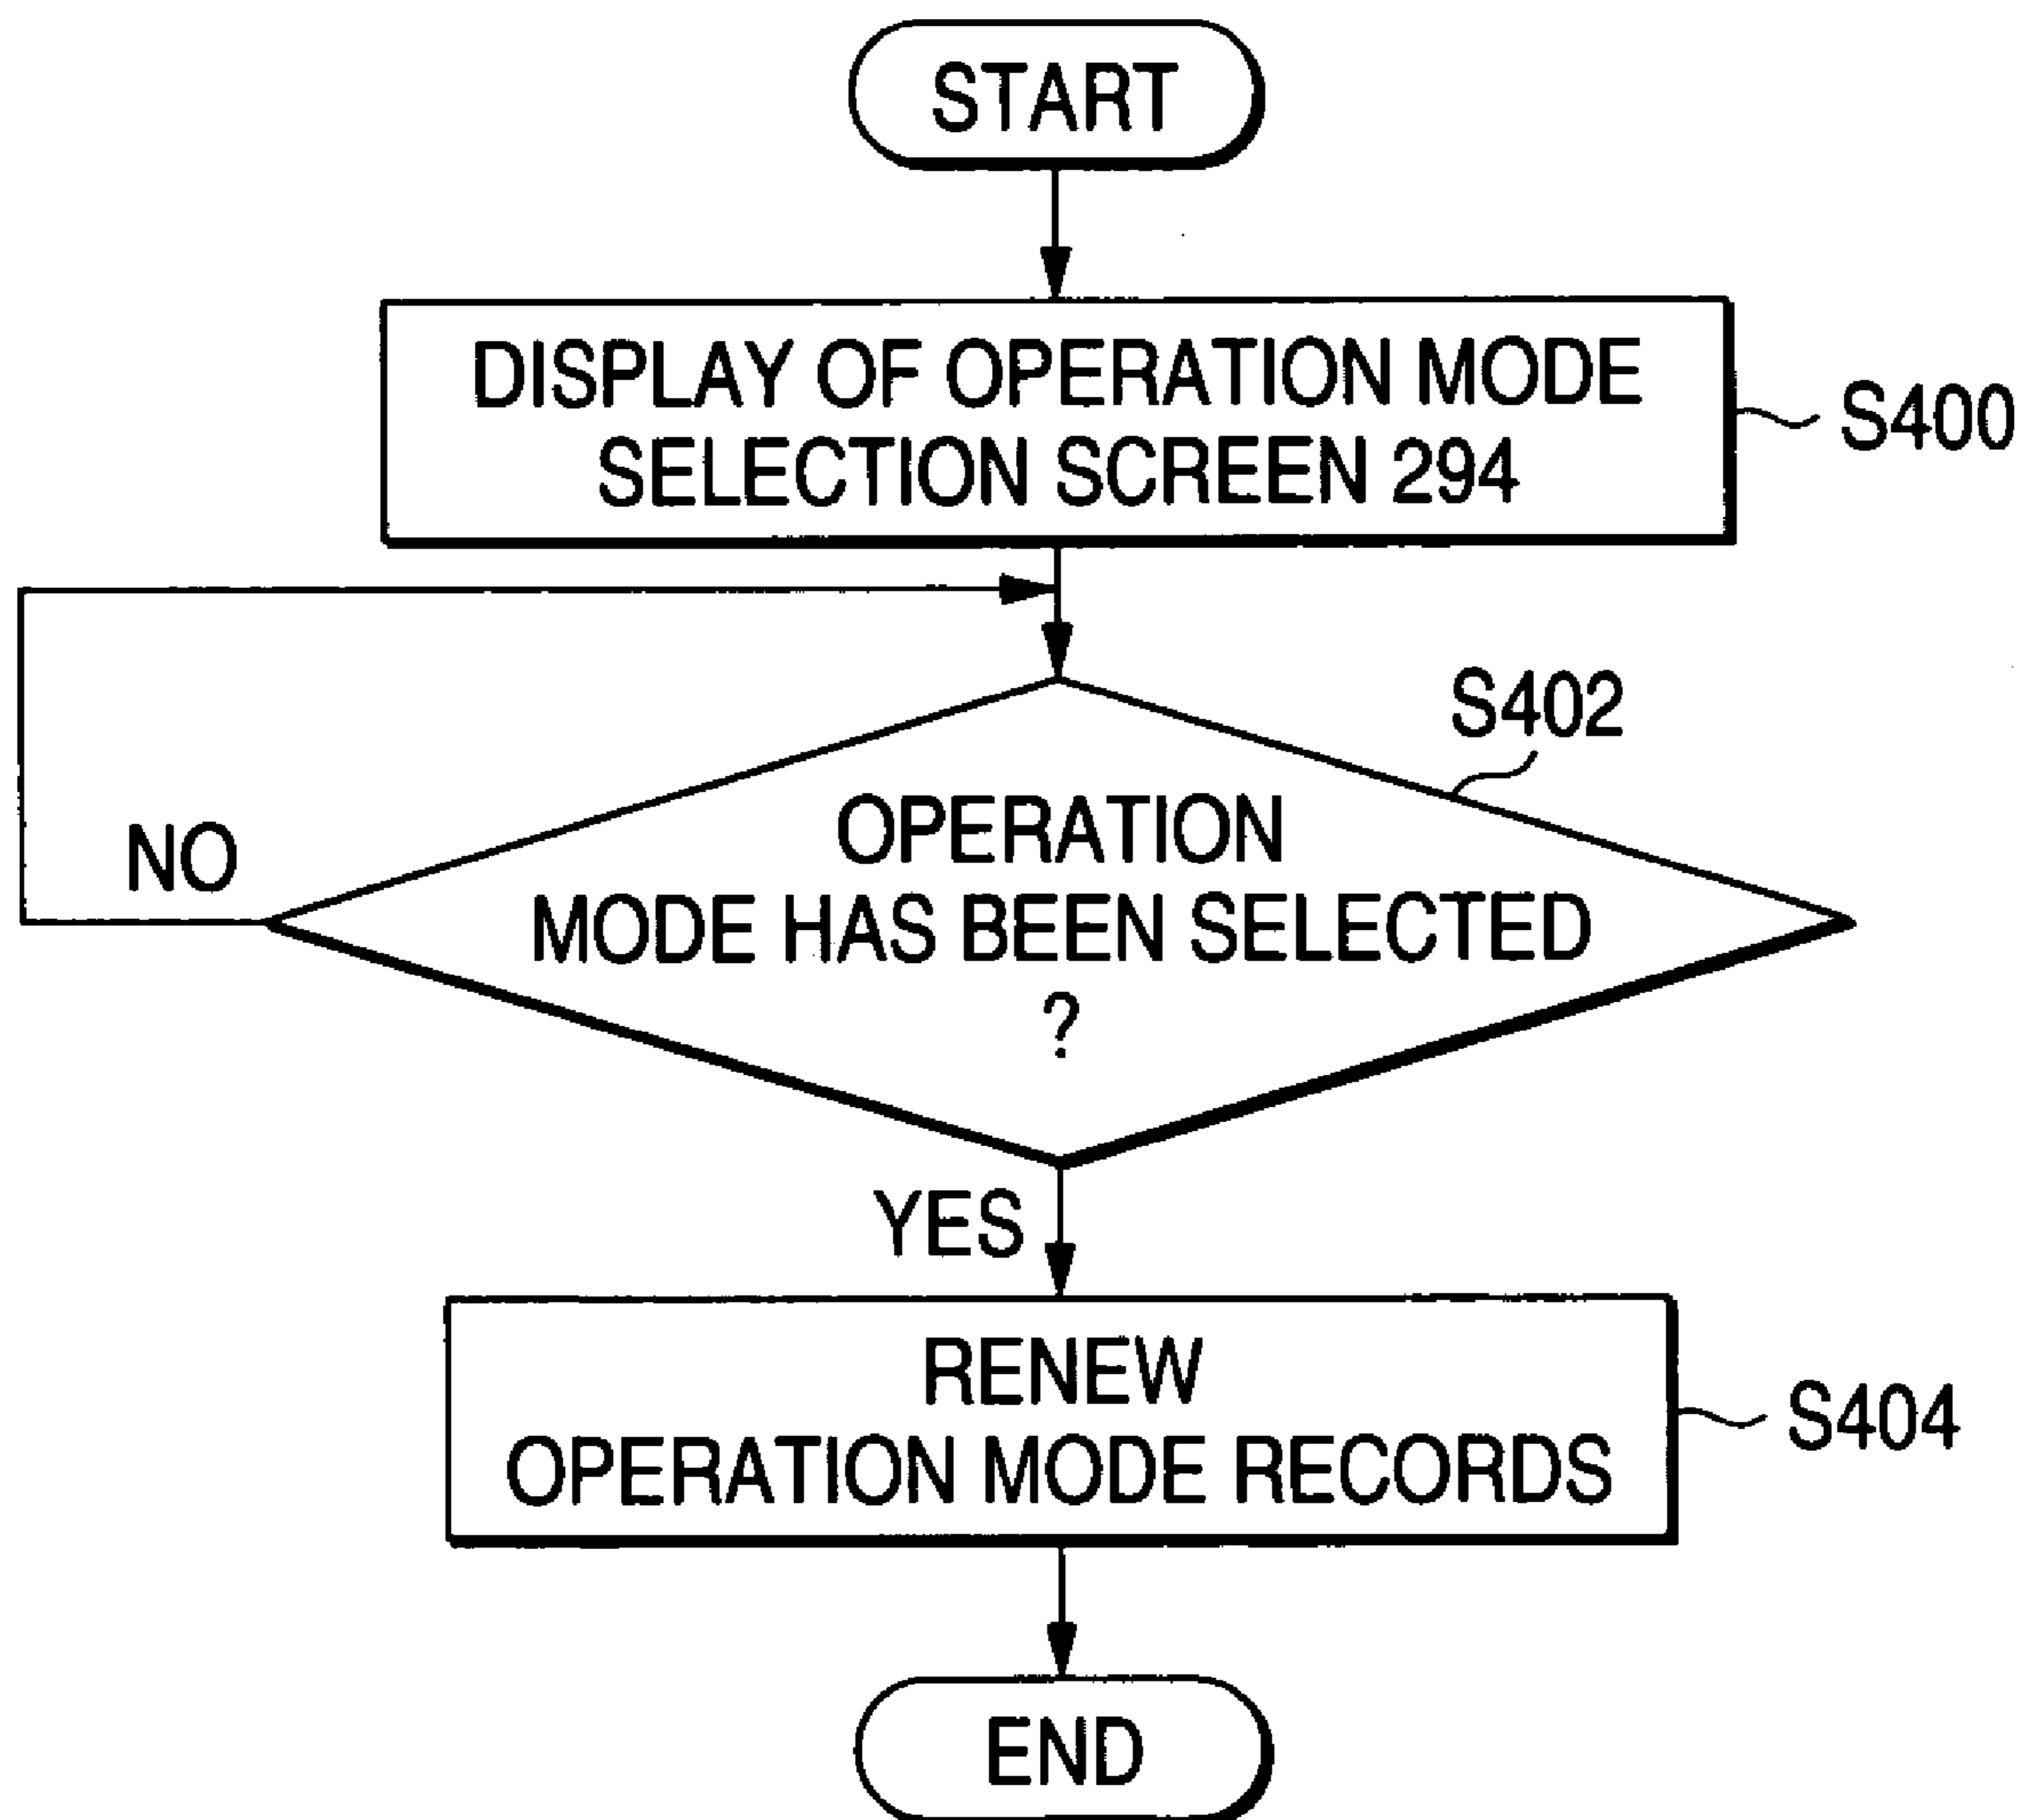 START
DISPLAY OF OPERATION MODE
SELECTION SCREEN 294
S400
S402
OPERATION
MODE HAS BEEN SELECTED
?
NO
YES
RENEW
OPERATION MODE RECORDS
S404
END